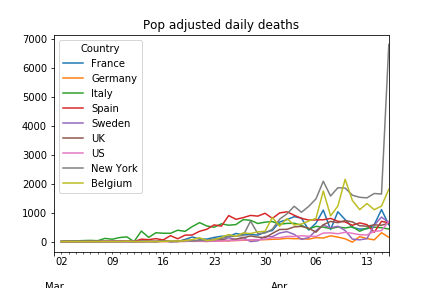 Pop adjusted daily deaths
7000
6000
5000
4000
3000
2000
1000
0
Country
France
Germany
Italy
Spain
Sweden
UK
US
New York
Belgium
02 09 16 23 30 06 13
Mar Apr